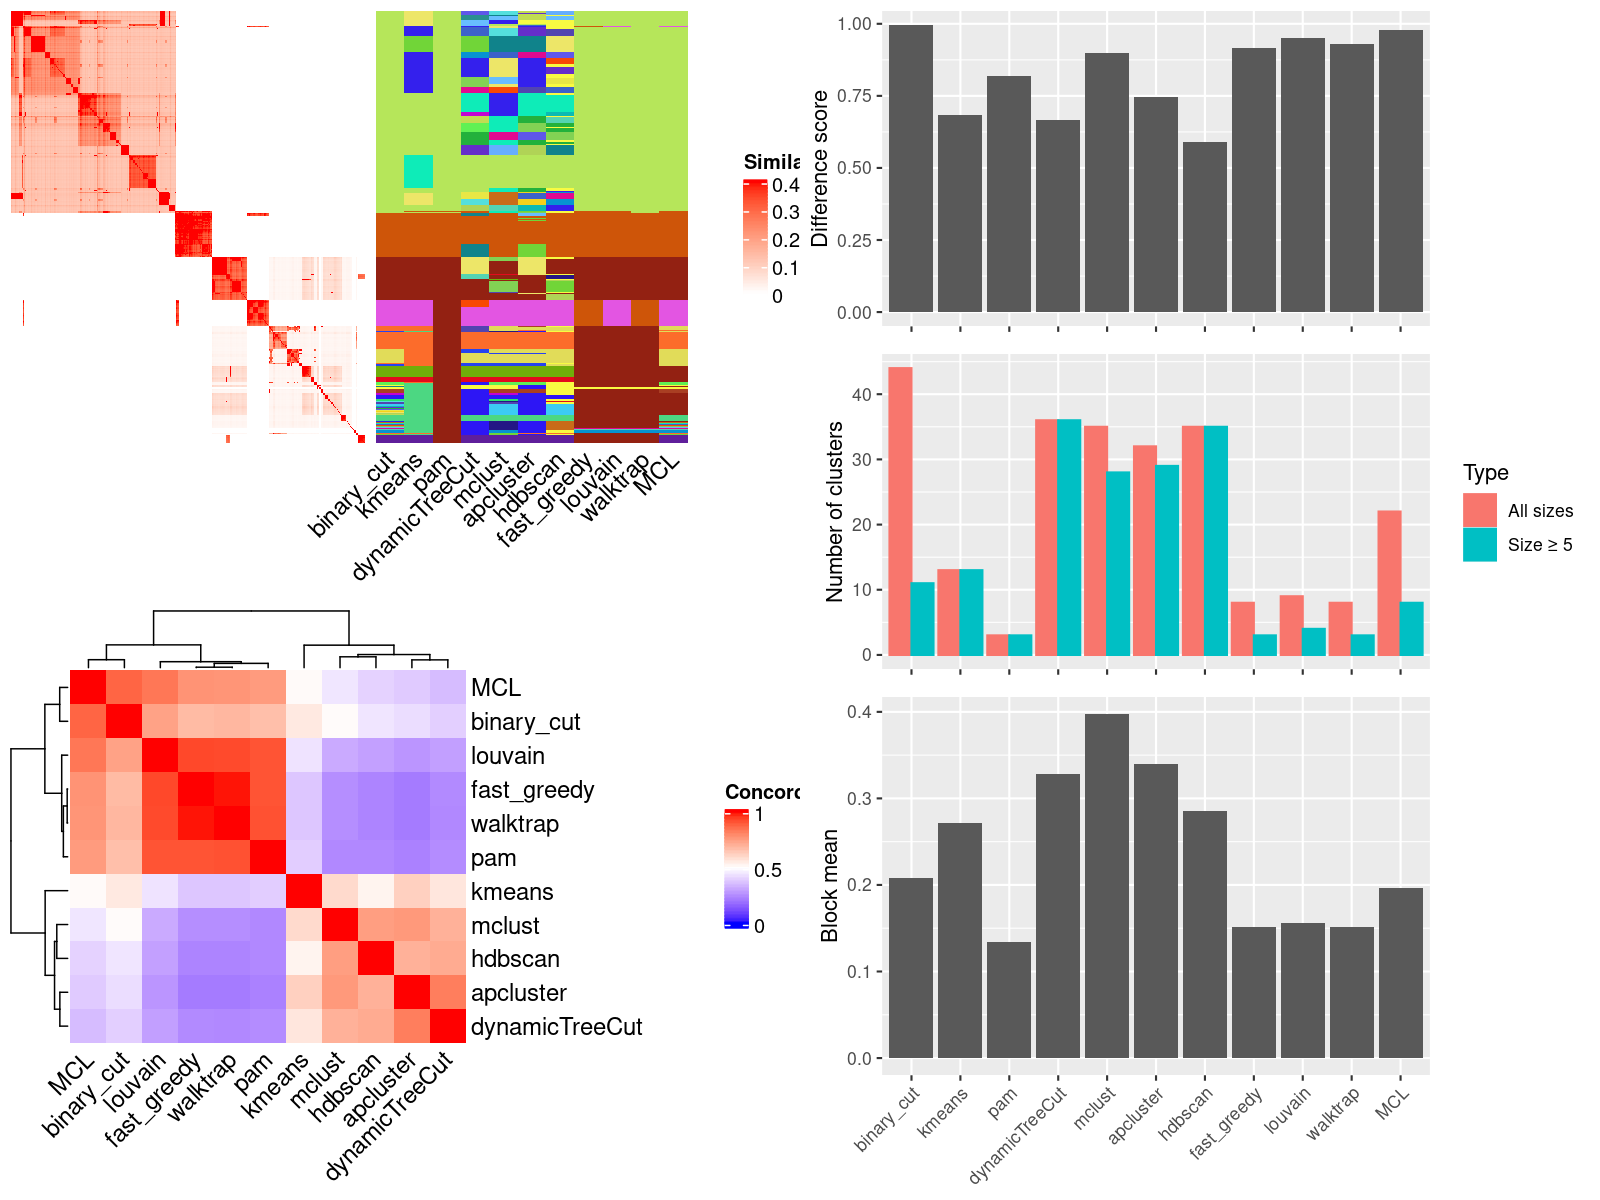 Simila
0.4
0.3
0.2
0.1
0
binary_cut
kmeans
pam
dynamicTreeCut
mclust
apcluster
hdbscan
fast_greedy
louvain
walktrap
MCL
Difference score
1.00
0.75
0.50
0.25
0.00
Number of clusters
40
30
20
10
0
Type
All sizes
Size ≥ 5
MCL
binary_cut
louvain
fast_greedy
walktrap
pam
kmeans
mclust
hdbscan
apcluster
dynamicTreeCut
MCL
binary_cut
louvain
fast_greedy
walktrap
pam
kmeans
mclust
hdbscan
apcluster
dynamicTreeCut
Concord
1
0.5
0
Block mean
0.4
0.3
0.2
0.1
0.0
binary_cut
kmeans
pam
dynamicTreeCut
mclust
apcluster
hdbscan
fast_greedy
louvain
walktrap
MCL